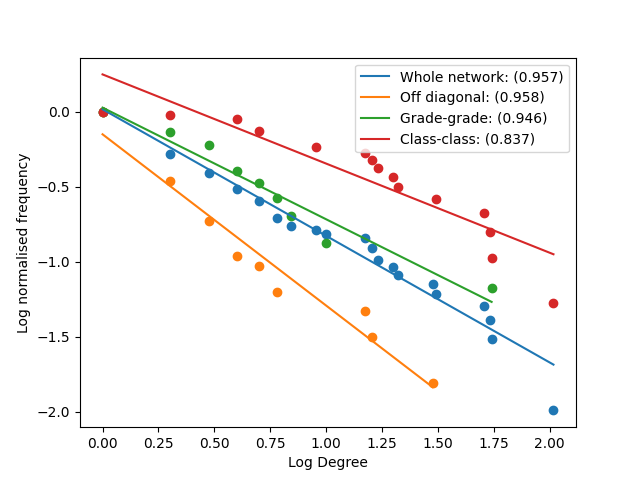 Whole network: (0.957)
Off diagonal: (0.958)
Grade-grade: (0.946)
Class-class: (0.837)
Log normalised frequency
0.0
−0.5
−1.0
−1.5
−2.0
0.00 0.25 0.50 0.75 1.00 1.25 1.50 1.75 2.00
Log Degree